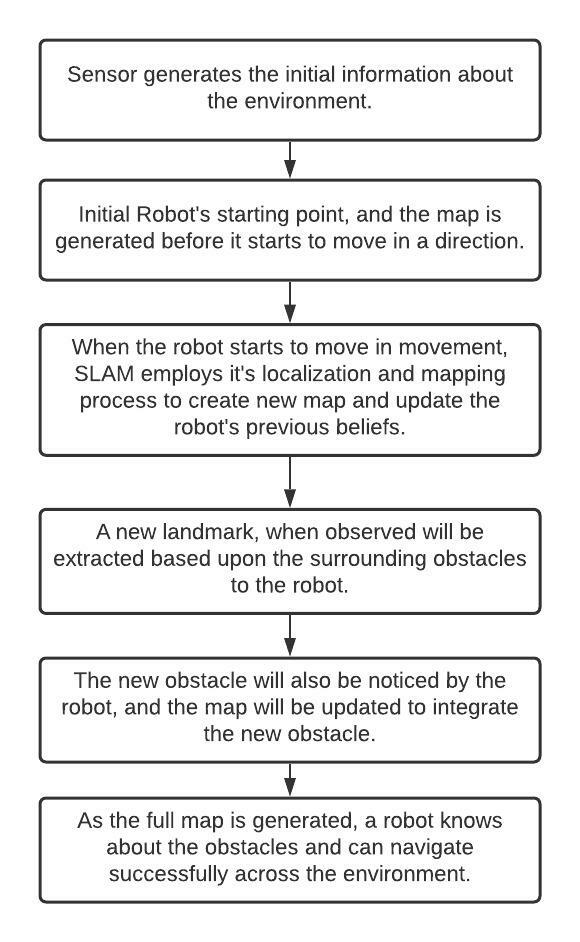 Sensor generates the initial information about
the environment.
Initial Robot's starting point, and the map is
generated before it starts to move in a direction.
When the robot starts to move in movement,
SLAM employs it's localization and mapping
process to create new map and update the
robot's previous beliefs.
A new landmark, when observed will be
extracted based upon the surrounding obstacles
to the robot.
The new obstacle will also be noticed by the
robot, and the map will be updated to integrate
the new obstacle.
As the full map is generated, a robot knows
about the obstacles and can navigate
successfully across the environment.